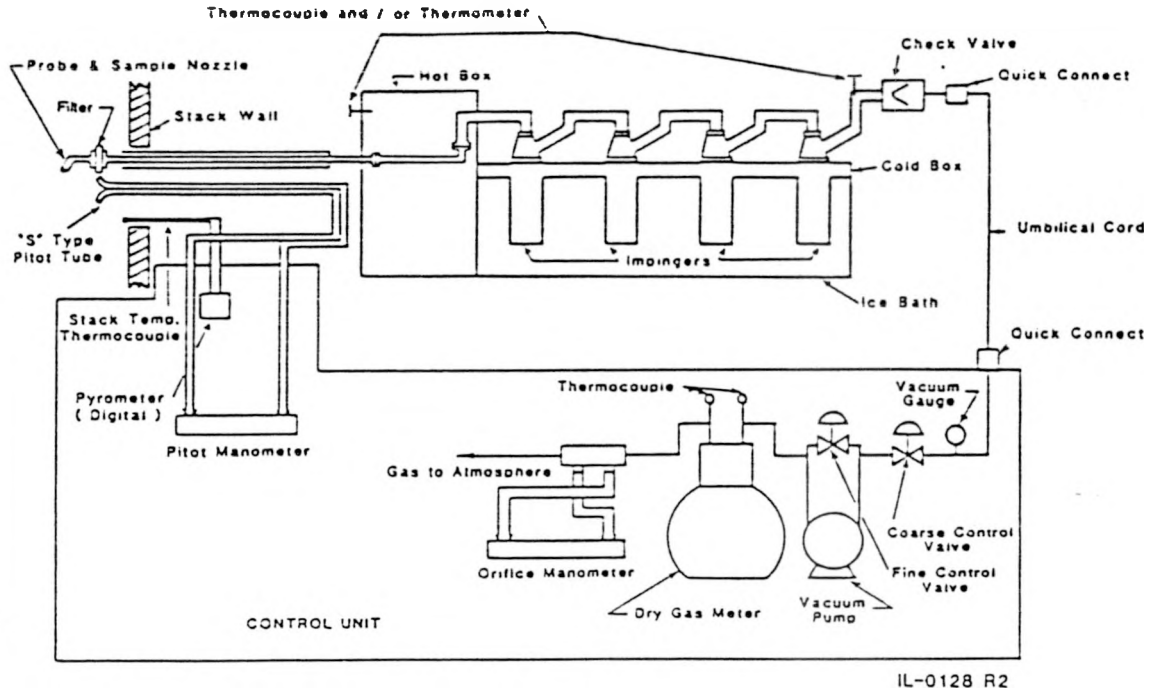 Thermocouple and / or Thermometer
Probe & Sample Nozzle
Hot Box
Check Valve
Quick Connect
Filter
Stack Wall
Cold Box
"S" Type
Pitot Tube
Umbilical Cord
Impingers
Ice Bath
Stack Temp.
Thermocouple
Quick Connect
Pyrometer
( Digital )
Thermocouple
Vacuum
Gauge
Pitot Manometer
Gas to Atmosphere
Coarse Control
Valve
Orifice Manometer
Fine Control
Valve
Dry Gas Meter
Vacuum
Pump
CONTROL UNIT
IL-0128 R2